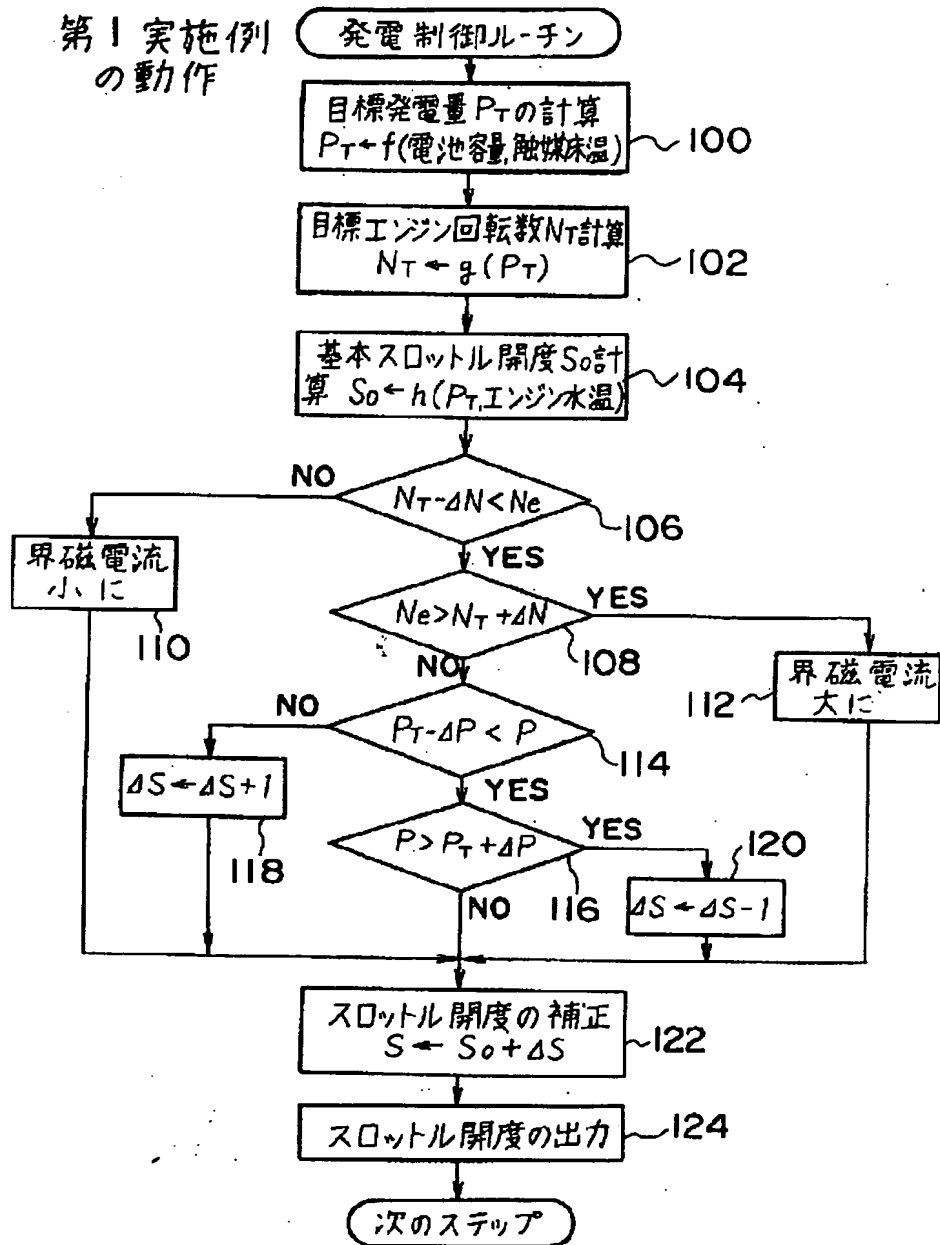 第1実施例
の動作
発電制御ルーチン
目標発電量PTの計算
PT←f(電池容量,触媒床温)
100
目標エンジン回転数NT計算
NT←g(PT)
102
基本スロットル開度So計
算 So←h(PT,エンジン水温)
104
NO
NT-ΔN<Ne
106
YES
界磁電流
小に
110
Ne>NT+ΔN
YES
108
NO
界磁電流
大に
112
NO
PT-ΔP<P
114
YES
ΔS←ΔS+1
118
P>PT+ΔP
YES
116
NO
120
ΔS←ΔS-1
スロットル開度の補正
S←So+ΔS
122
スロットル開度の出力
124
次のステップ